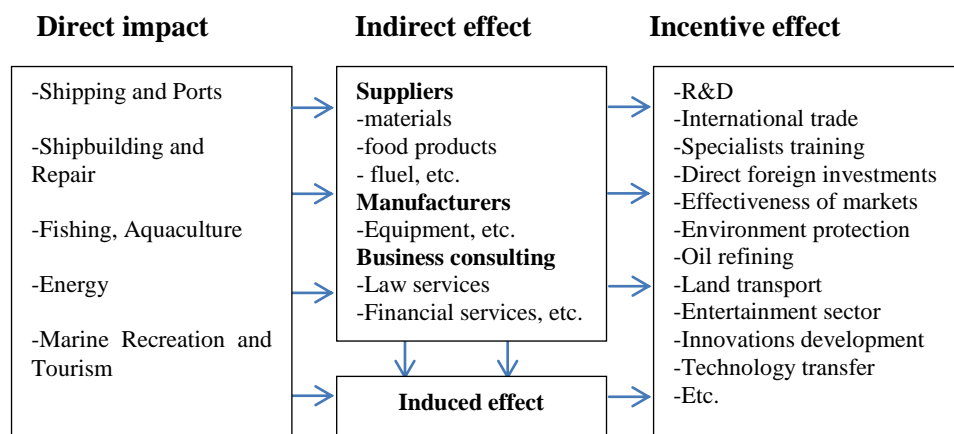 Direct impact
-Shipping and Ports
-Shipbuilding and
Repair
-Fishing, Aquaculture
-Energy
-Marine Recreation and
Tourism
Indirect effect
Suppliers
-materials
-food products
- fluel, etc.
Manufacturers
-Equipment, etc.
Business consulting
-Law services
-Financial services, etc.
Induced effect
Incentive effect
-R&D
-International trade
-Specialists training
-Direct foreign investments
-Effectiveness of markets
-Environment protection
-Oil refining
-Land transport
-Entertainment sector
-Innovations development
-Technology transfer
-Etc.